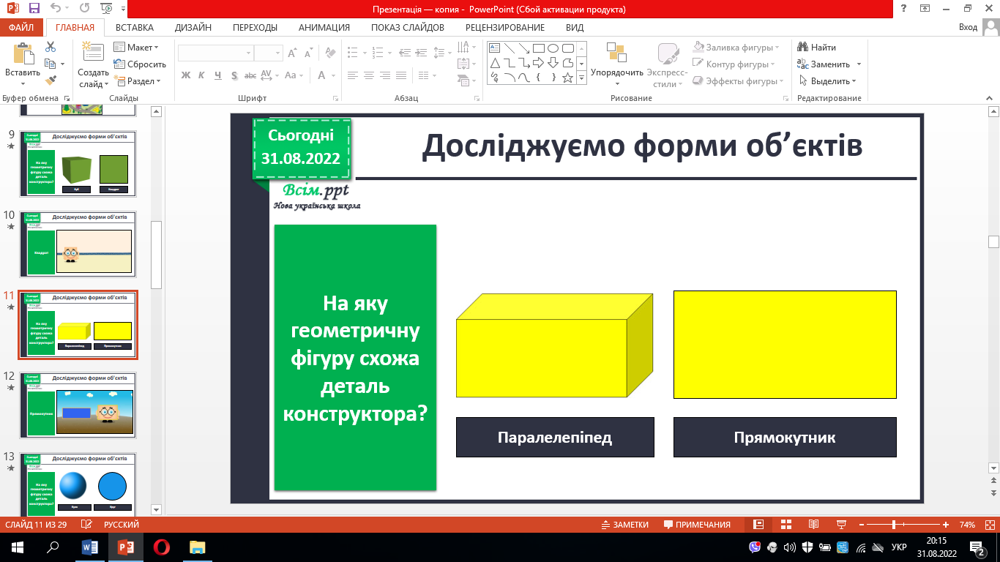 Презентація — копия - PowerPoint (Сбой активации продукта)
ФАЙЛ ГЛАВНАЯ ВСТАВКА ДИЗАЙН ПЕРЕХОДЫ АНИМАЦИЯ ПОКАЗ СЛАЙДОВ РЕЦЕНЗИРОВАНИЕ ВИД Вход
Вставить
Буфер обмена
Создать слайд
Макет
Сбросить
Раздел
Слайды
Ж К Ч S abc AV Aa А
Шрифт
Абзац
Упорядочить
Экспресс-стили
Заливка фигуры
Контур фигуры
Эффекты фигуры
Рисование
Найти
Заменить
Выделить
Редактирование
9
Сьогодні
31.08.2022
Досліджуємо форми об’єктів
На яку
геометричну
фігуру схожа
деталь
конструктора?
Куб
Квадрат
10
Сьогодні
31.08.2022
Досліджуємо форми об’єктів
Квадрат
11
Сьогодні
31.08.2022
Досліджуємо форми об’єктів
На яку
геометричну
фігуру схожа
деталь
конструктора?
Паралелепіпед
Прямокутник
12
Сьогодні
31.08.2022
Досліджуємо форми об’єктів
Прямокутник
13
Сьогодні
31.08.2022
Досліджуємо форми об’єктів
На яку
геометричну
фігуру схожа
деталь
конструктора?
Круг
Сьогодні
31.08.2022
Досліджуємо форми об’єктів
Всім.ppt
Нова українська школа
На яку
геометричну
фігуру схожа
деталь
конструктора?
Паралелепіпед
Прямокутник
СЛАЙД 11 ИЗ 29 РУССКИЙ ЗАМЕТКИ ПРИМЕЧАНИЯ 74%
УКР
20:15
31.08.2022
2